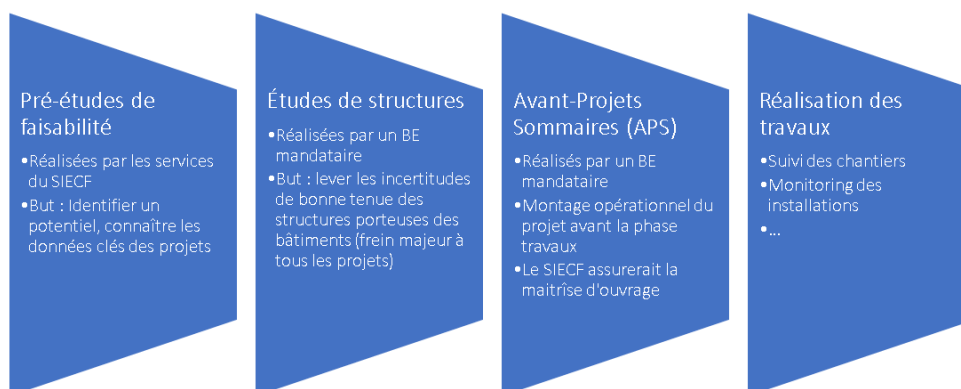 Pré-études de
faisabilité
•Réalisées par les services
du SIECF
•But : Identifier un
potentiel, connaître les
données clés des projets
Études de structures
•Réalisées par un BE
mandataire
•But : lever les incertitudes
de bonne tenue des
structures porteuses des
bâtiments (frein majeur à
tous les projets)
Avant-Projets
Sommaires (APS)
•Réalisés par un BE
mandataire
•Montage opérationnel du
projet avant la phase
travaux
•Le SIECF assurerait la
maitrîse d'ouvrage
Réalisation des
travaux
•Suivi des chantiers
•Monitoring des
installations
•...